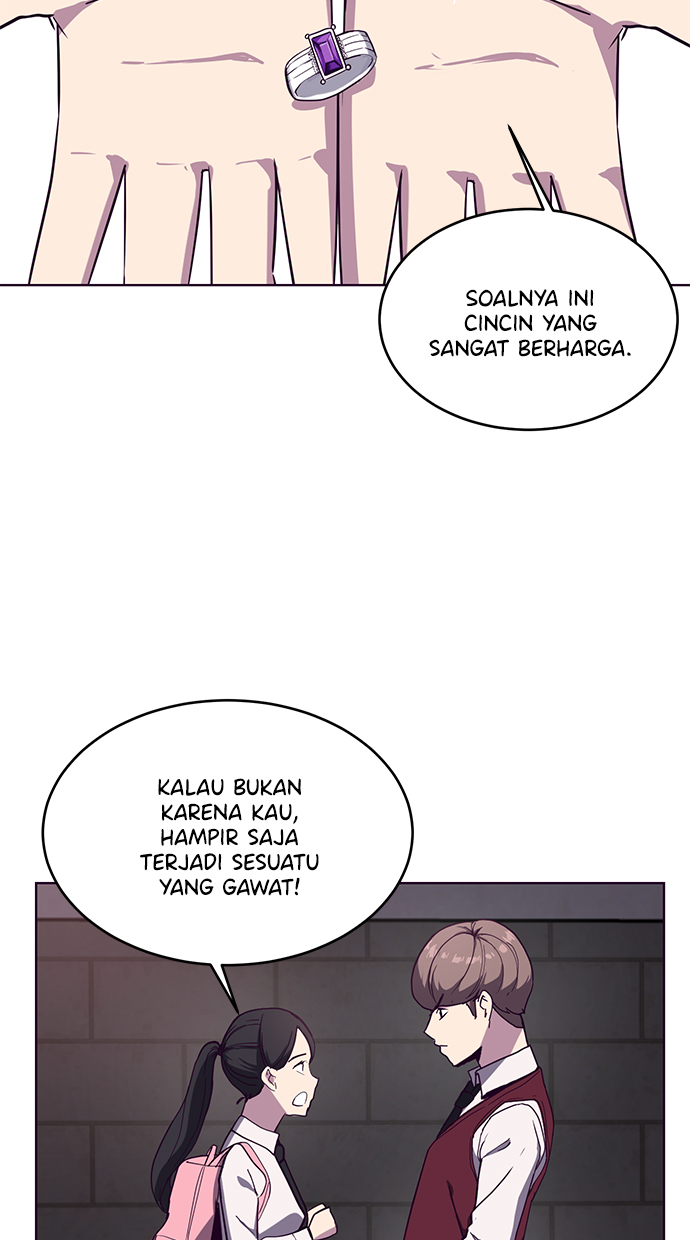 SOALNYA INI
CINCIN YANG
SANGAT BERHARGA.
KALAU BUKAN
KARENA KAU,
HAMPIR SAJA
TERJADI SESUATU
YANG GAWAT!